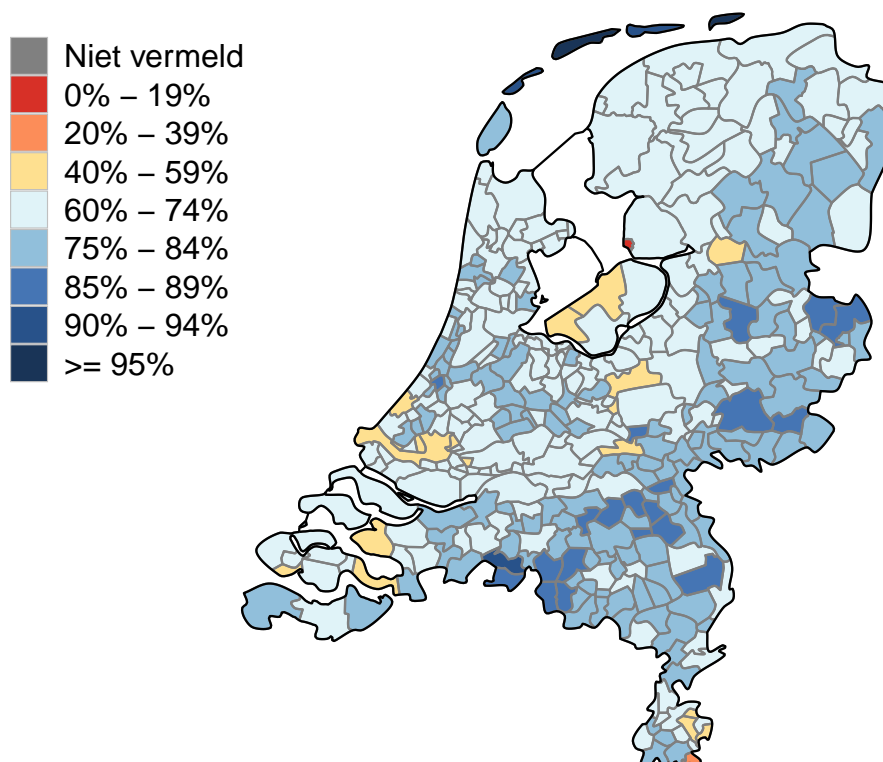 Niet vermeld
0% – 19%
20% – 39%
40% – 59%
60% – 74%
75% – 84%
85% – 89%
90% – 94%
>= 95%